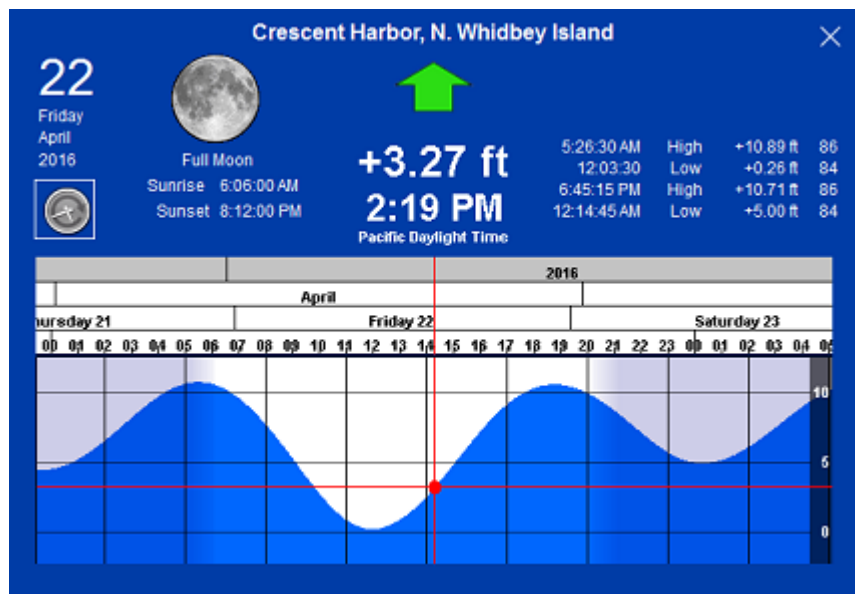 Crescent Harbor, N. Whidbey Island
22
Friday
April
2016
Full Moon
Sunrise 6:06:00 AM
Sunset 8:12:00 PM
+3.27 ft
2:19 PM
Pacific Daylight Time
5:26:30 AM High +10.89 ft 86
12:03:30 Low +0.26 ft 84
6:45:15 PM High +10.71 ft 86
12:14:45 AM Low +5.00 ft 84
2016
April
hursday 21 Friday 22 Saturday 23
00 01 02 03 04 05 06 07 08 09 10 11 12 13 14 15 16 17 18 19 20 21 22 23 00 01 02 03 04 05
10
5
0